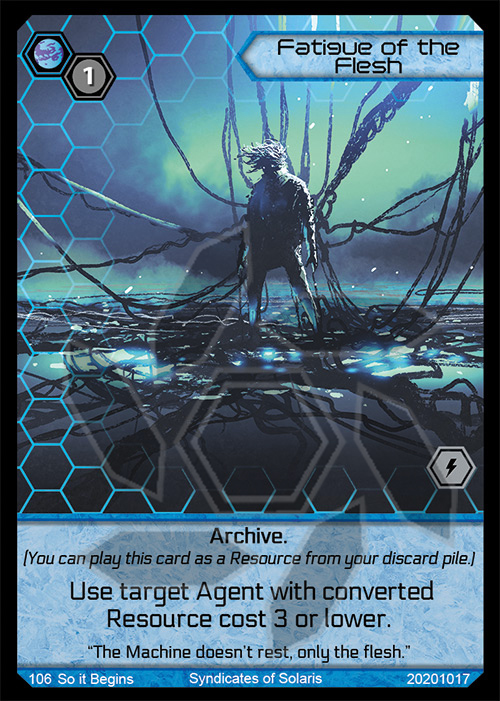 1
Fatigue of the
Flesh
Archive.
(You can play this card as a Resource from your discard pile.)
Use target Agent with converted
Resource cost 3 or lower.
“The Machine doesn't rest, only the flesh.”
106 So it Begins Syndicates of Solaris 20201017